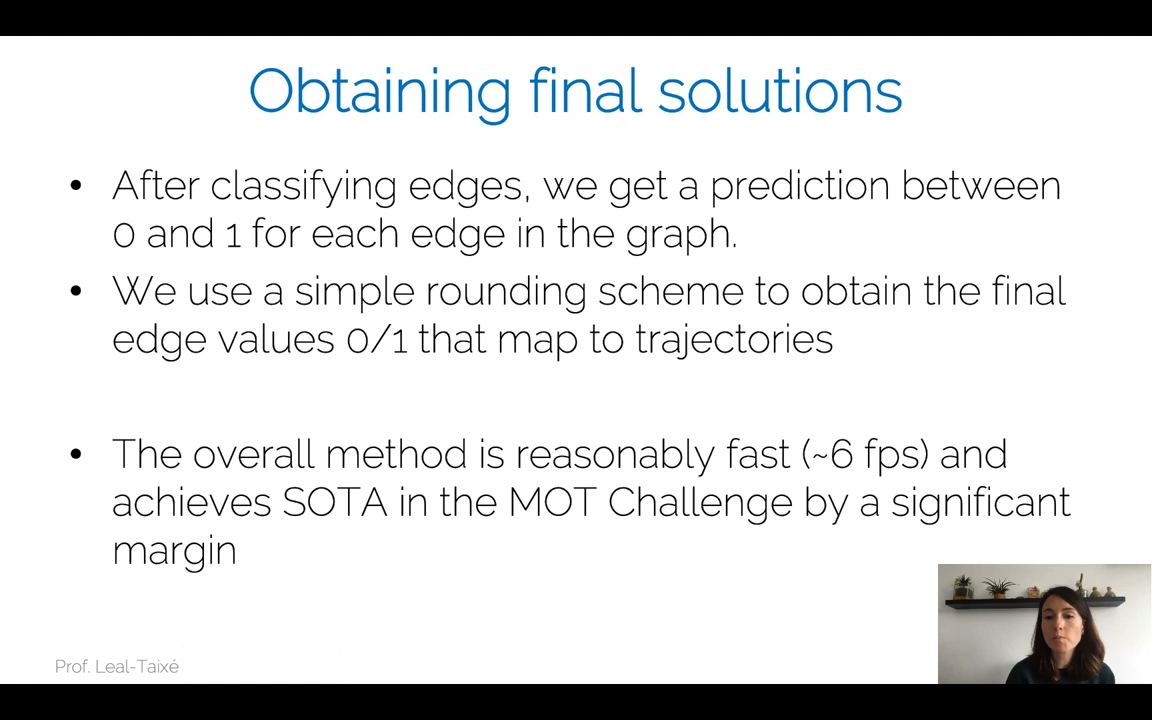 Obtaining final solutions
• After classifying edges, we get a prediction between
0 and 1 for each edge in the graph.
• We use a simple rounding scheme to obtain the final
edge values 0/1 that map to trajectories
• The overall method is reasonably fast (~6 fps) and
achieves SOTA in the MOT Challenge by a significant
margin
Prof. Leal-Taixé